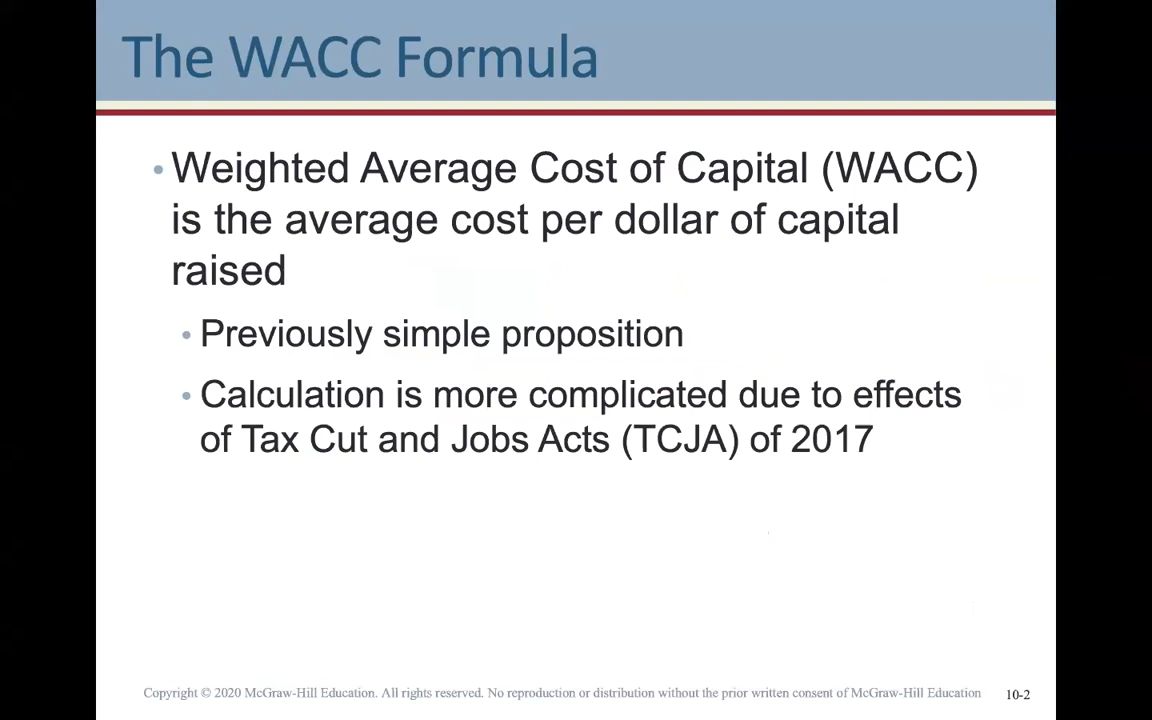 The WACC Formula
• Weighted Average Cost of Capital (WACC)
is the average cost per dollar of capital
raised
• Previously simple proposition
• Calculation is more complicated due to effects
of Tax Cut and Jobs Acts (TCJA) of 2017
Copyright © 2020 McGraw-Hill Education. All rights reserved. No reproduction or distribution without the prior written consent of McGraw-Hill Education 10-2